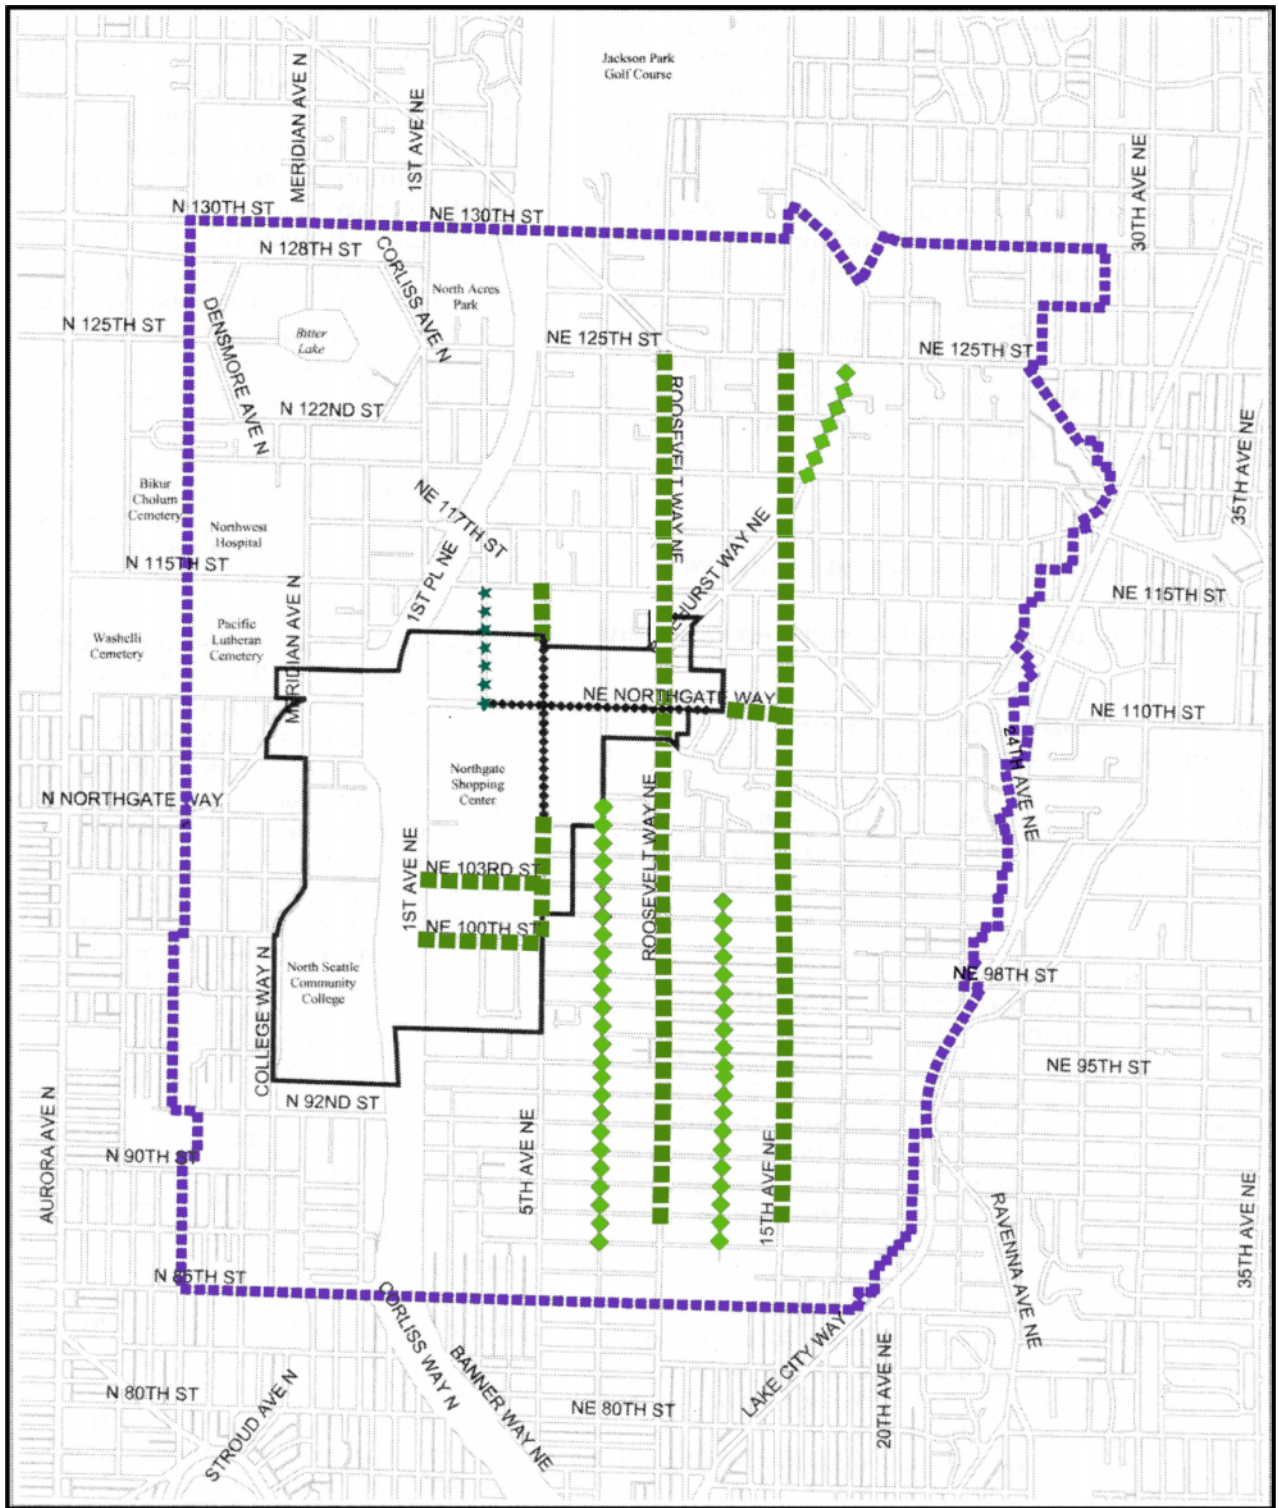 Jackson Park
Golf Course
MERIDIAN AVE N
1ST AVE NE
30TH AVE NE
N 130TH ST
NE 130TH ST
N 128TH ST
CORLISS AVE N
North Acres
Park
DENSMORE AVE N
N 125TH ST
Bitter
Lake
NE 125TH ST
NE 125TH ST
ROOSEVELT WAY NE
N 122ND ST
35TH AVE NE
Bikur
Cholum
Cemetery
Northwest
Hospital
NE 117TH ST
N 115TH ST
1ST PL NE
HURST WAY NE
NE 115TH ST
MERIDIAN AVE N
Washelli
Cemetery
Pacific
Lutheran
Cemetery
NE NORTHGATE WAY
NE 110TH ST
24TH AVE NE
Northgate
Shopping
Center
N NORTHGATE WAY
ROOSEVELT WAY NE
1ST AVE NE
NE 103RD ST
NE 100TH ST
North Seattle
Community
College
COLLEGE WAY N
NE 98TH ST
NE 95TH ST
N 92ND ST
AURORA AVE N
5TH AVE NE
15TH AVE NE
N 90TH ST
RAVENNA AVE NE
35TH AVE NE
N 85TH ST
CORLISS WAY N
BANNER WAY NE
LAKE CITY WAY
20TH AVE NE
N 80TH ST
STROUD AVE N
NE 80TH ST